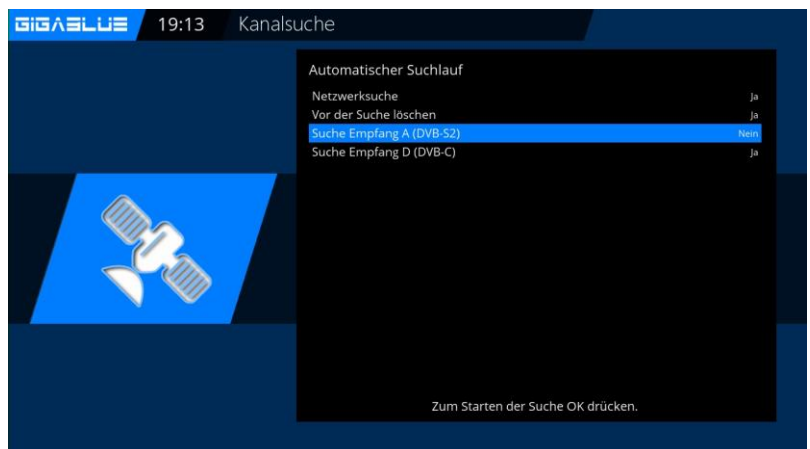 GIGABLUE 19:13 Kanalsuche
Automatischer Suchlauf
Netzwerksuche Ja
Vor der Suche löschen Ja
Suche Empfang A (DVB-S2) Nein
Suche Empfang D (DVB-C) Ja
Zum Starten der Suche OK drücken.